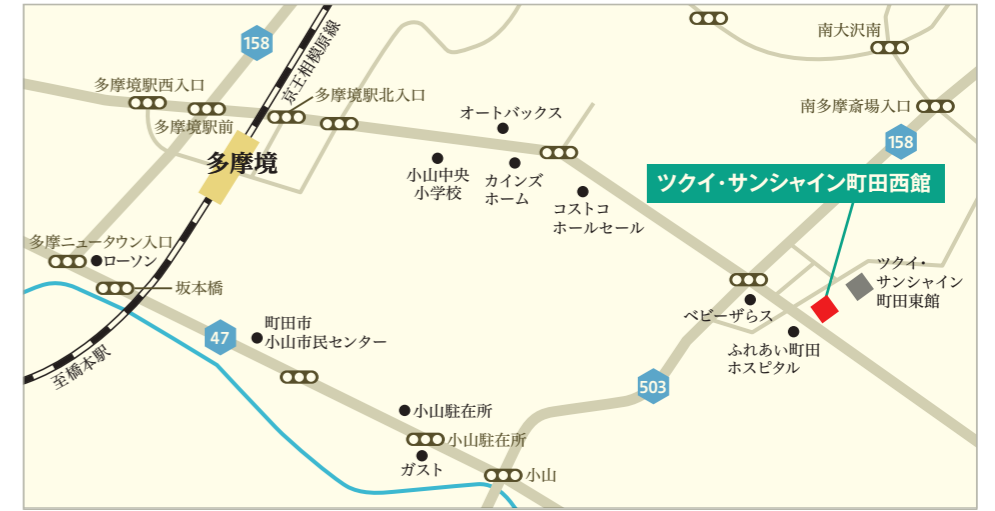 158
京王相模原線
南大沢南
多摩境駅西入口
多摩境駅北入口
南多摩斎場入口
多摩境駅前
オートバックス
158
多摩境
小山中央
小学校
カインズ
ホーム
コストコ
ホールセール
ツクイ・サンシャイン町田西館
多摩ニュータウン入口
ローソン
坂本橋
ツクイ・
サンシャイン
町田東館
ベビーザらス
町田市
小山市民センター
47
至橋本駅
ふれあい町田
ホスピタル
503
小山駐在所
小山駐在所
ガスト
小山